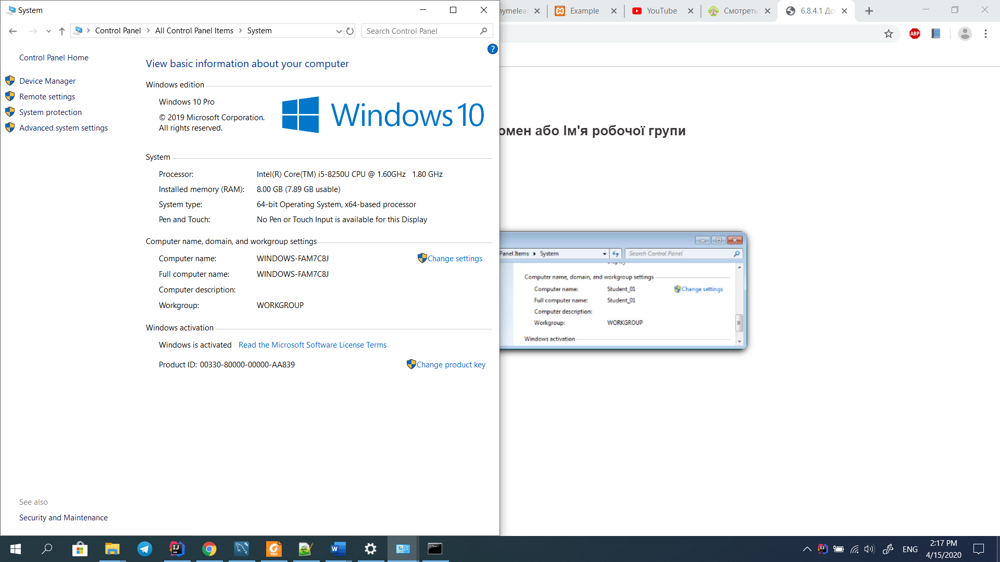 System
Control Panel > All Control Panel Items > System
Search Control Panel
Control Panel Home
Device Manager
Remote settings
System protection
Advanced system settings
See also
Security and Maintenance
?
View basic information about your computer
Windows edition
Windows 10 Pro
© 2019 Microsoft Corporation.
All rights reserved.
Windows 10
System
Processor: Intel(R) Core(TM) i5-8250U CPU @ 1.60GHz 1.80 GHz
Installed memory (RAM): 8.00 GB (7.89 GB usable)
System type: 64-bit Operating System, x64-based processor
Pen and Touch: No Pen or Touch Input is available for this Display
Computer name, domain, and workgroup settings
Computer name: WINDOWS-FAM7C8J
Change settings
Full computer name: WINDOWS-FAM7C8J
Computer description:
Workgroup: WORKGROUP
Windows activation
Windows is activated Read the Microsoft Software License Terms
Product ID: 00330-80000-00000-AA839
Change product key
ymeleaf
Example
YouTube
Смотреть
6.8.4.1 До
ABP
омен або Ім'я робочої групи
Panel Items System
Search Control Panel
Computer name, domain, and workgroup settings
Computer name: Student_01
Change settings
Full computer name: Student_01
Computer description:
Workgroup: WORKGROUP
Windows activation
IJ
PDF
W
IJ
ENG
2:17 PM
4/15/2020